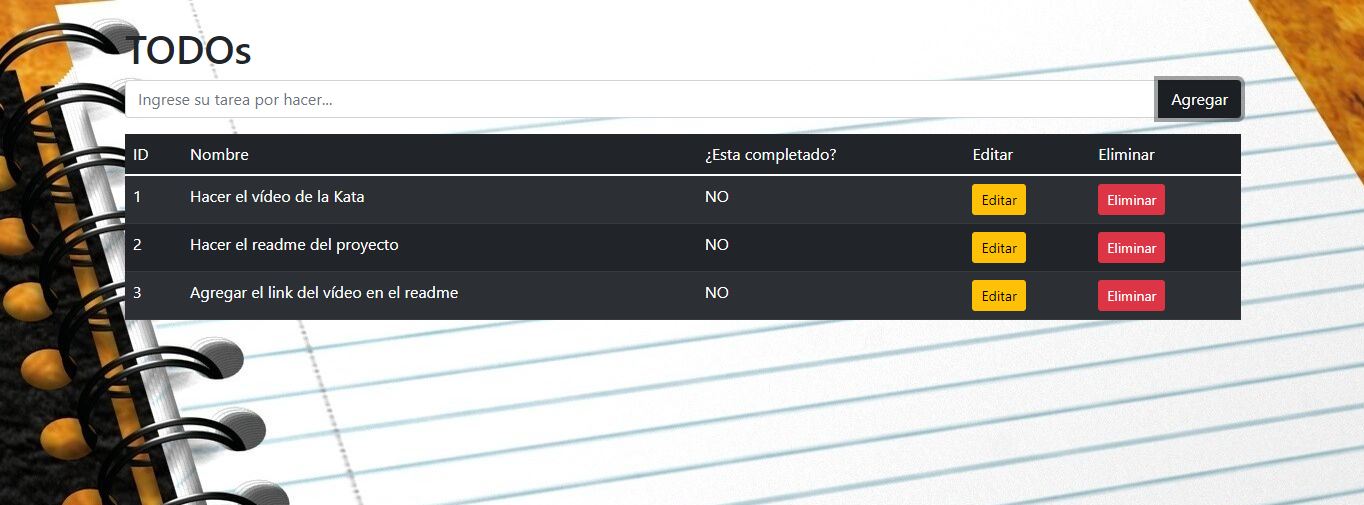 TODOs
Ingrese su tarea por hacer... Agregar
ID Nombre ¿Esta completado? Editar Eliminar
1 Hacer el vídeo de la Kata NO Editar Eliminar
2 Hacer el readme del proyecto NO Editar Eliminar
3 Agregar el link del vídeo en el readme NO Editar Eliminar